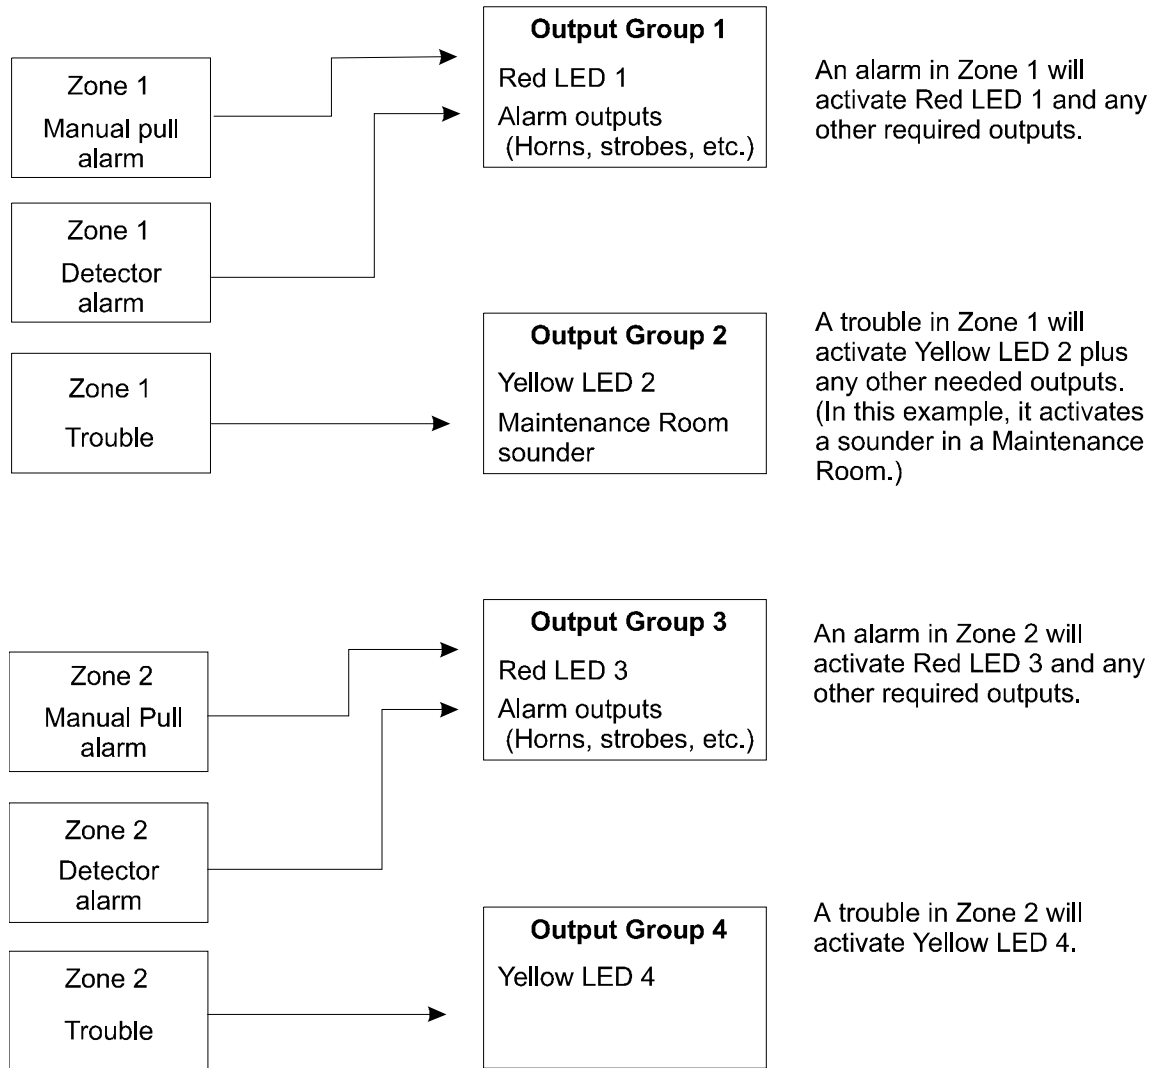 Zone 1
Manual pull
alarm
Zone 1
Detector
alarm
Zone 1
Trouble
Output Group 1
Red LED 1
Alarm outputs
(Horns, strobes, etc.)
An alarm in Zone 1 will
activate Red LED 1 and any
other required outputs.
Output Group 2
Yellow LED 2
Maintenance Room
sounder
A trouble in Zone 1 will
activate Yellow LED 2 plus
any other needed outputs.
(In this example, it activates
a sounder in a Maintenance
Room.)
Zone 2
Manual Pull
alarm
Zone 2
Detector
alarm
Zone 2
Trouble
Output Group 3
Red LED 3
Alarm outputs
(Horns, strobes, etc.)
An alarm in Zone 2 will
activate Red LED 3 and any
other required outputs.
Output Group 4
Yellow LED 4
A trouble in Zone 2 will
activate Yellow LED 4.